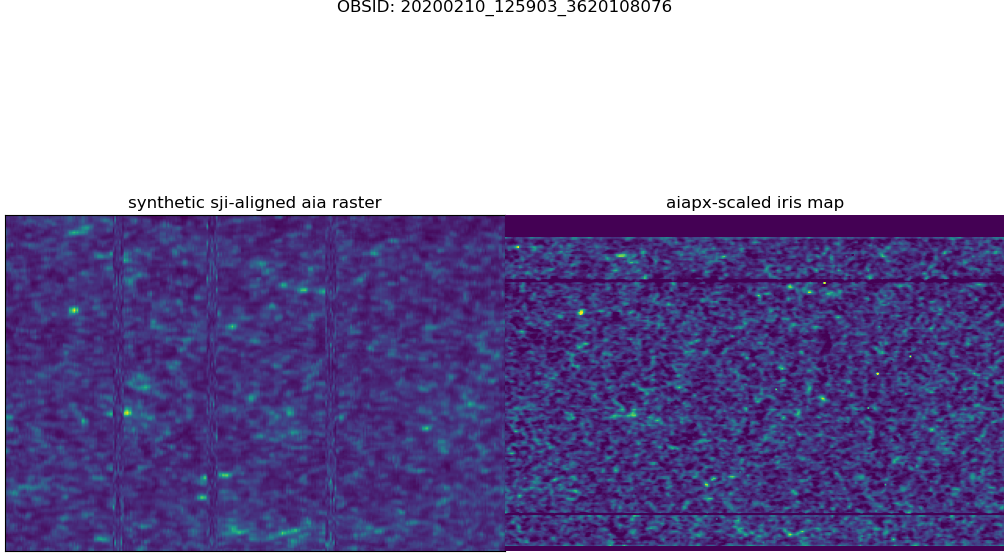 OBSID: 20200210_125903_3620108076
synthetic sji-aligned aia raster
aiapx-scaled iris map